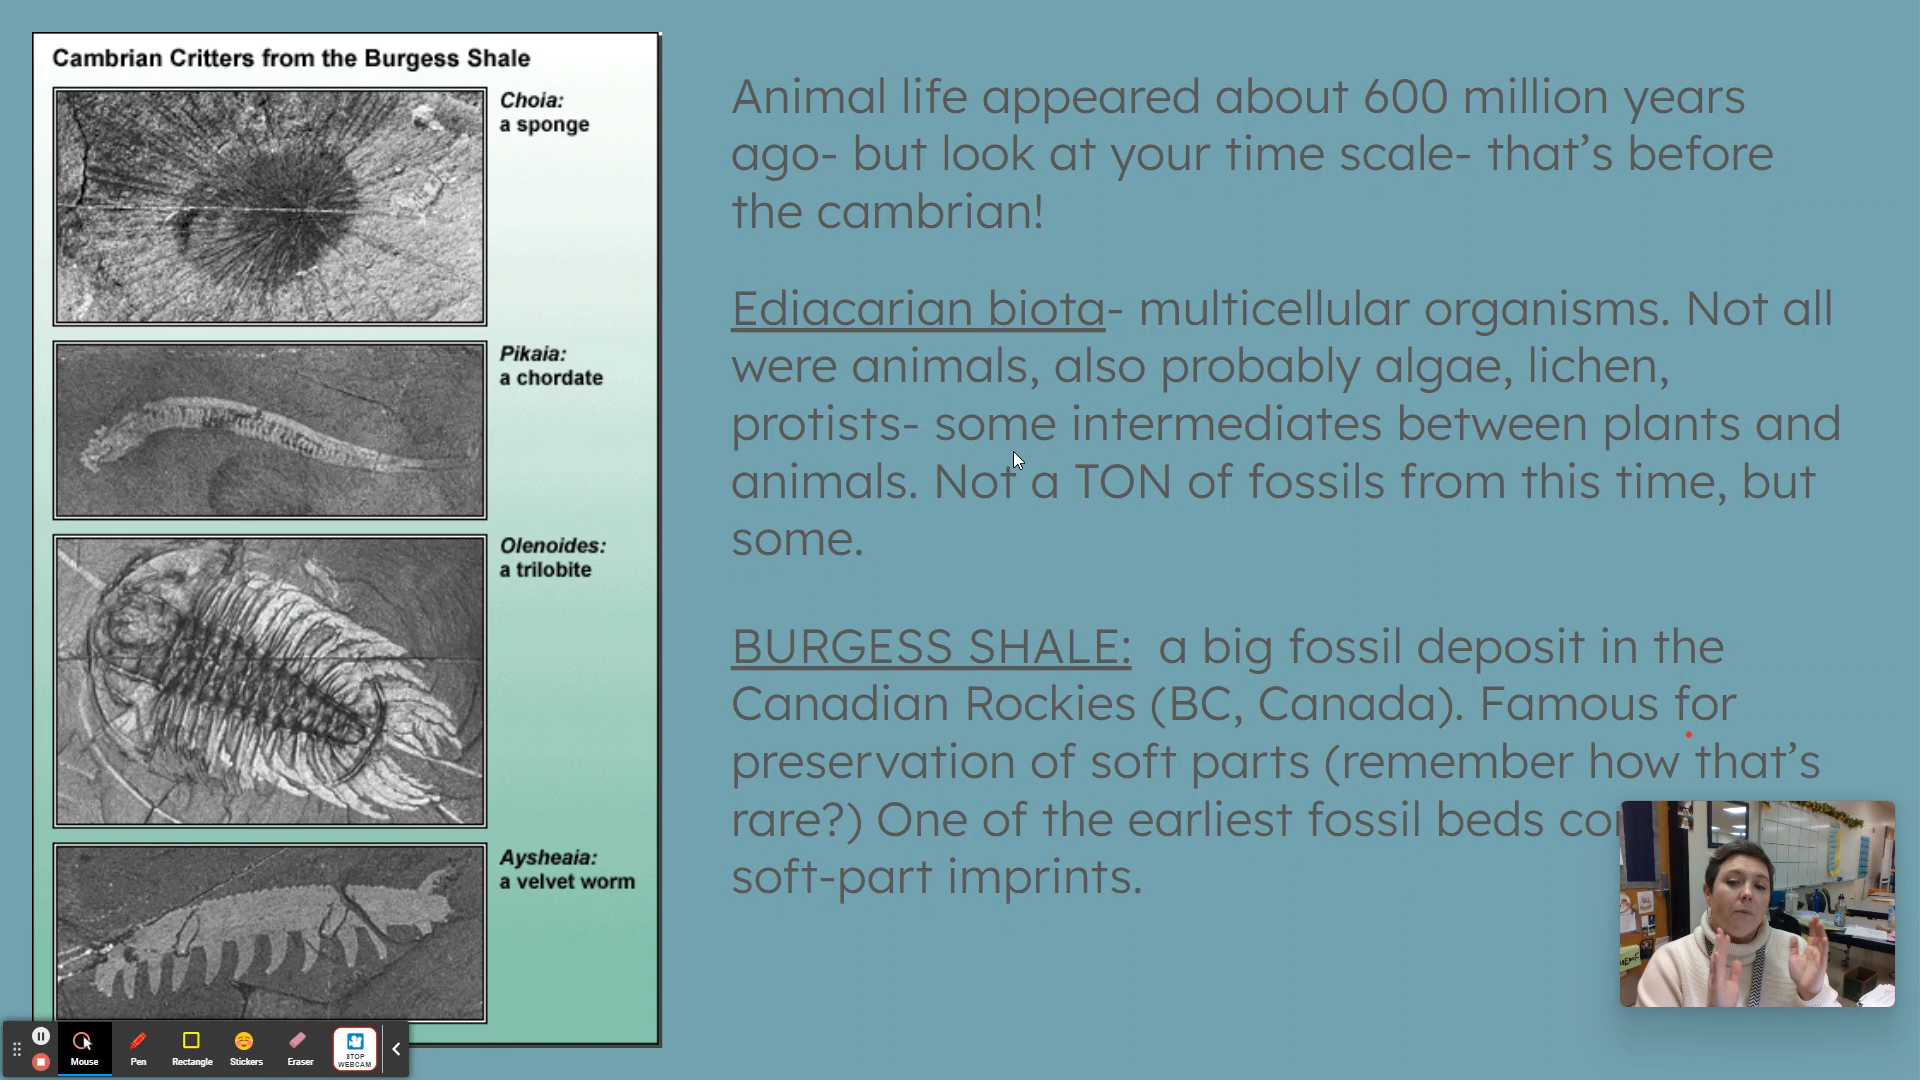 Cambrian Critters from the Burgess Shale
Choia:
a sponge
Pikaia:
a chordate
Olenoides:
a trilobite
Aysheaia:
a velvet worm
Animal life appeared about 600 million years
ago- but look at your time scale- that’s before
the cambrian!
Ediacarian biota- multicellular organisms. Not all
were animals, also probably algae, lichen,
protists- some intermediates between plants and
animals. Not a TON of fossils from this time, but
some.
BURGESS SHALE: a big fossil deposit in the
Canadian Rockies (BC, Canada). Famous for
preservation of soft parts (remember how that’s
rare?) One of the earliest fossil beds
soft-part imprints.
Mouse
Pen
Rectangle
Stickers
Eraser
STOP
WEBCAM